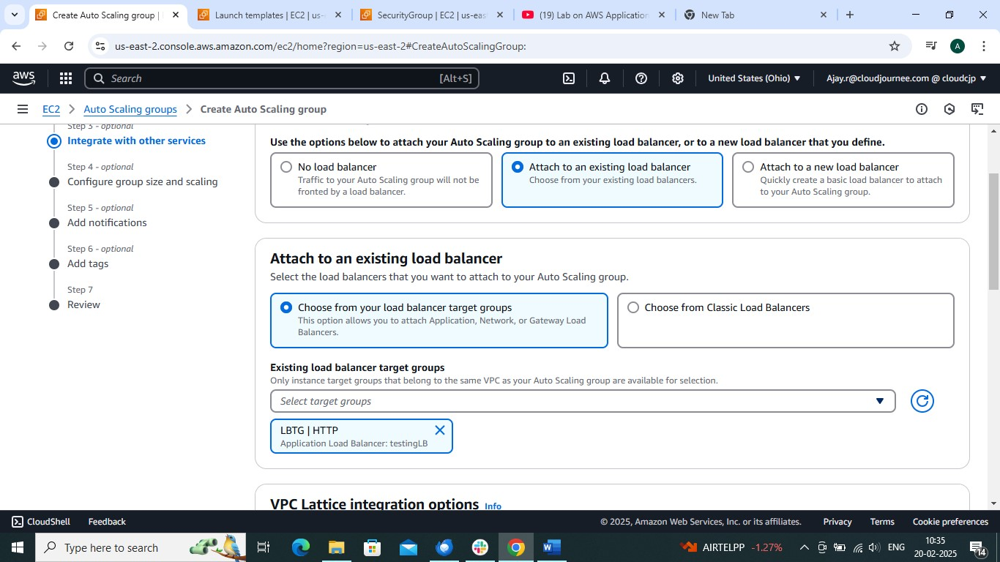 Create Auto Scaling group |
Launch templates | EC2 | us-
SecurityGroup | EC2 | us-eas
(19) Lab on AWS Application
New Tab
us-east-2.console.aws.amazon.com/ec2/home?region=us-east-2#CreateAutoScalingGroup:
A
aws
Search
[Alt+S]
United States (Ohio)
Ajay.r@cloudjournee.com @ cloudcjp
EC2
Auto Scaling groups
Create Auto Scaling group
Step 3 - optional
Integrate with other services
Step 4 - optional
Configure group size and scaling
Step 5 - optional
Add notifications
Step 6 - optional
Add tags
Step 7
Review
Use the options below to attach your Auto Scaling group to an existing load balancer, or to a new load balancer that you define.
No load balancer
Traffic to your Auto Scaling group will not be
fronted by a load balancer.
Attach to an existing load balancer
Choose from your existing load balancers.
Attach to a new load balancer
Quickly create a basic load balancer to attach
to your Auto Scaling group.
Attach to an existing load balancer
Select the load balancers that you want to attach to your Auto Scaling group.
Choose from your load balancer target groups
This option allows you to attach Application, Network, or Gateway Load
Balancers.
Choose from Classic Load Balancers
Existing load balancer target groups
Only instance target groups that belong to the same VPC as your Auto Scaling group are available for selection.
Select target groups
LBTG | HTTP
Application Load Balancer: testingLB
VPC Lattice integration options Info
CloudShell
Feedback
© 2025, Amazon Web Services, Inc. or its affiliates.
Privacy
Terms
Cookie preferences
Type here to search
AIRTELPP -1.27%
ENG
10:35
20-02-2025
14